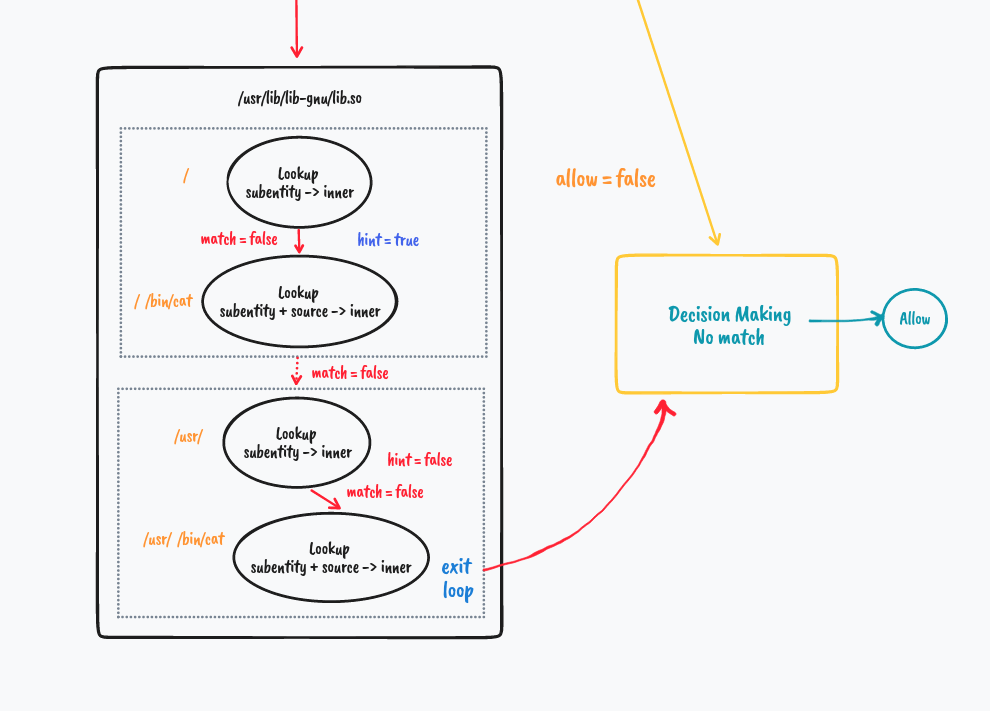 /usr/lib/lib-gnu/lib.so
/
Lookup
subentity -> inner
match = false
hint = true
/ /bin/cat
Lookup
subentity + source -> inner
match = false
/usr/
Lookup
subentity -> inner
hint = false
match = false
/usr/ /bin/cat
Lookup
subentity + source -> inner
exit
loop
allow = false
Decision Making
No match
Allow